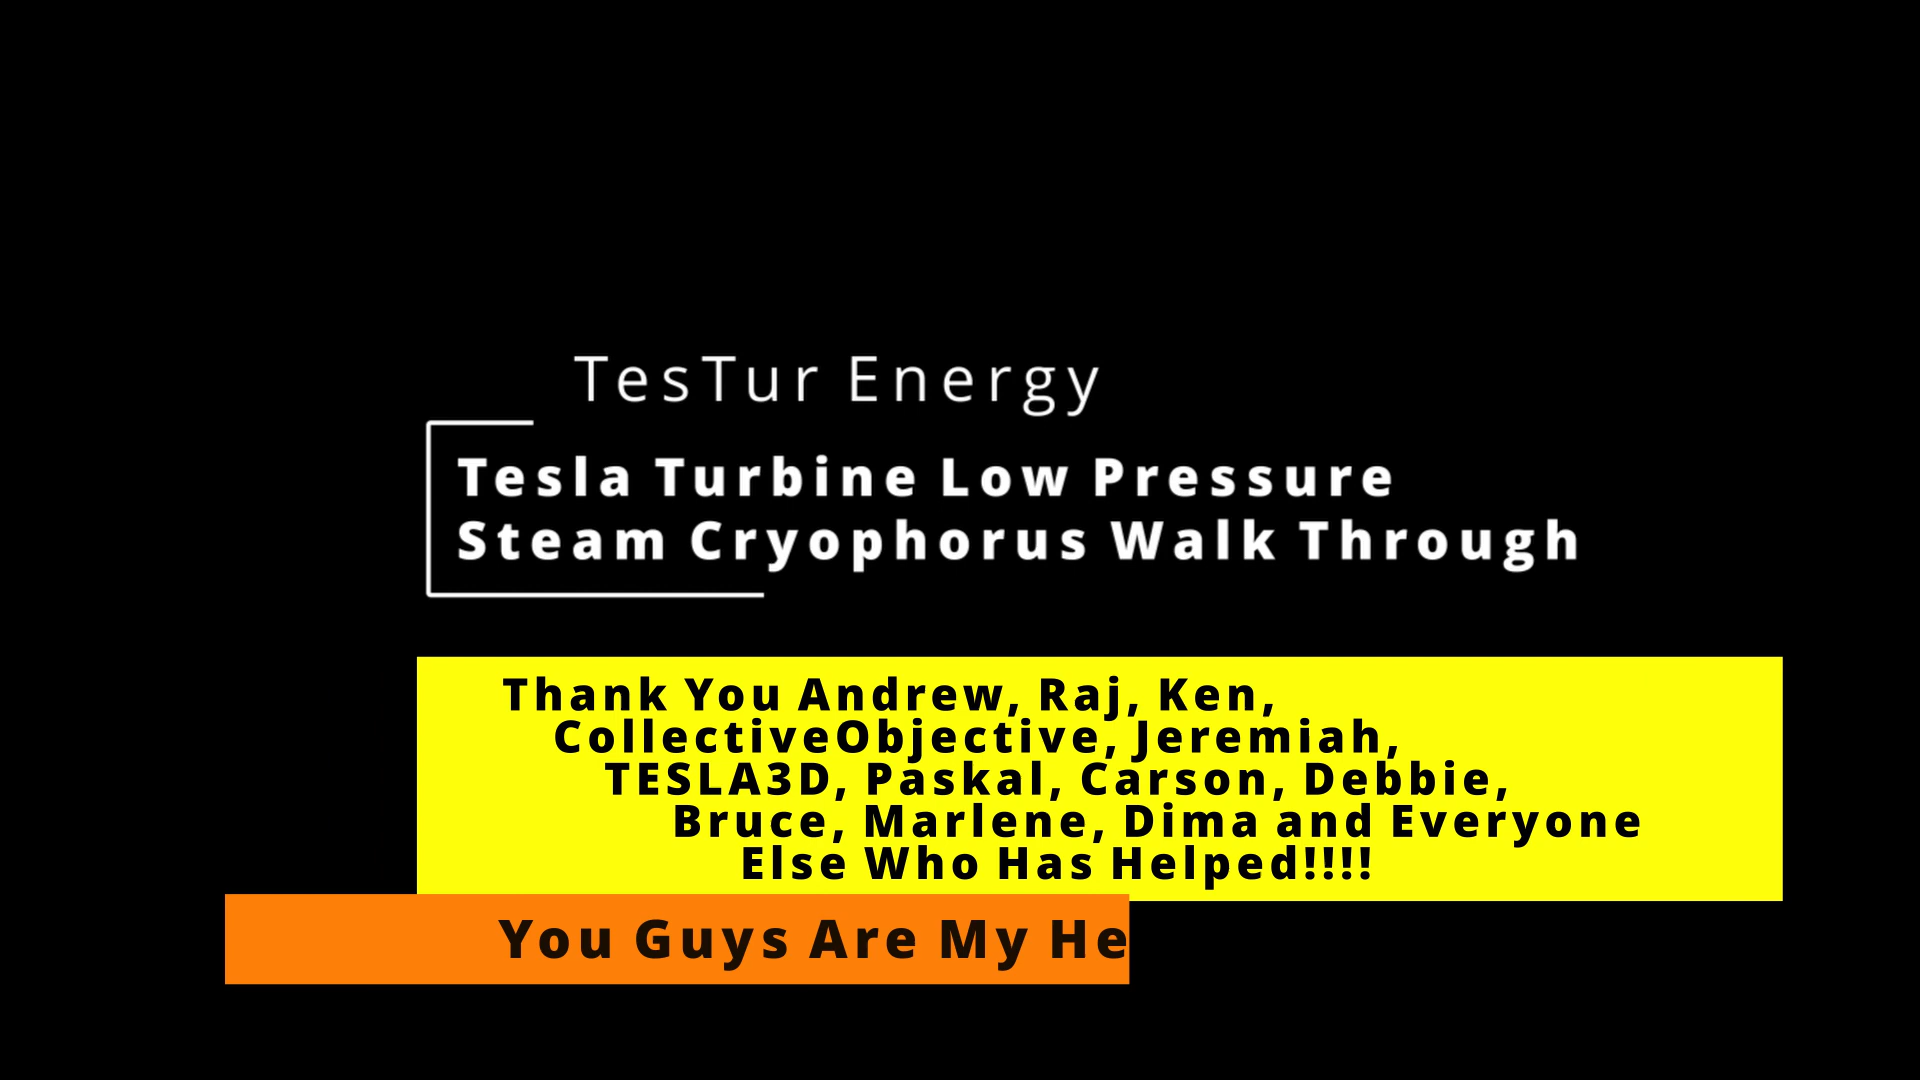 TesTur Energy
Tesla Turbine Low Pressure
Steam Cryophorus Walk Through
Thank You Andrew, Raj, Ken,
CollectiveObjective, Jeremiah,
TESLA3D, Paskal, Carson, Debbie,
Bruce, Marlene, Dima and Everyone
Else Who Has Helped!!!!
You Guys Are My He